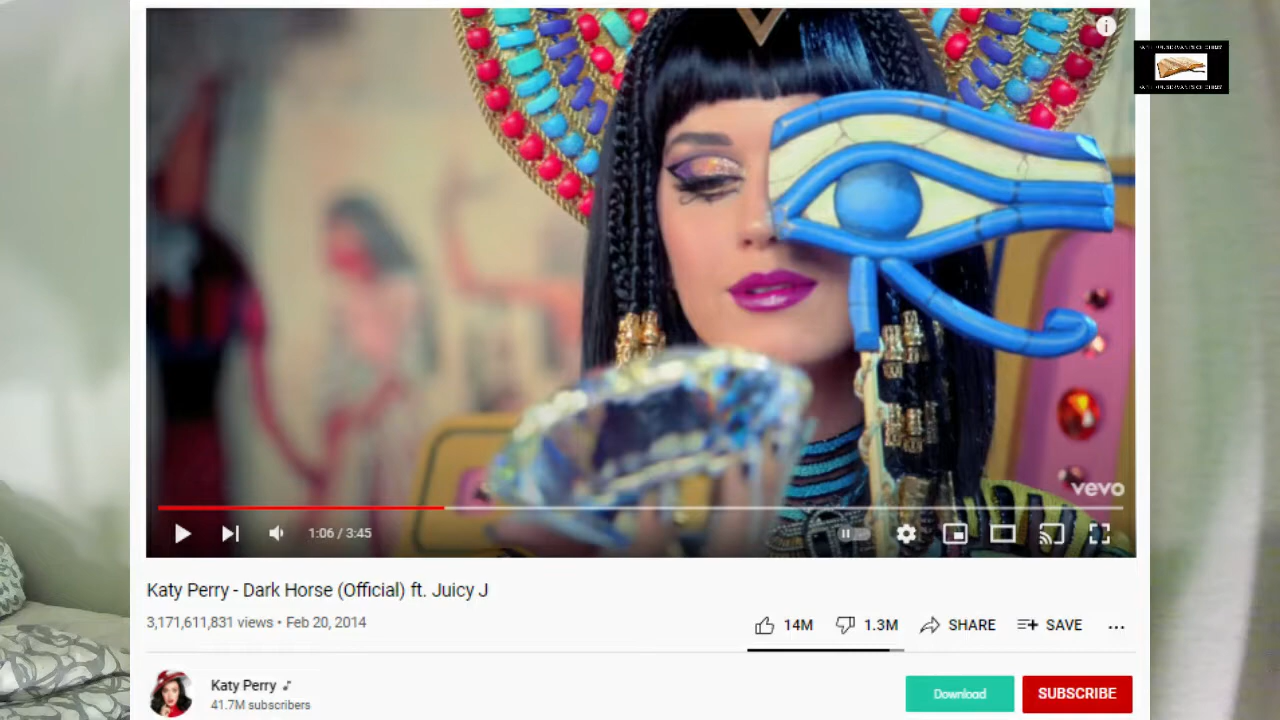 vevo
1:06 / 3:45
Katy Perry - Dark Horse (Official) ft. Juicy J
3,171,611,831 views • Feb 20, 2014
14M 1.3M SHARE SAVE
Katy Perry
41.7M subscribers
Download SUBSCRIBE